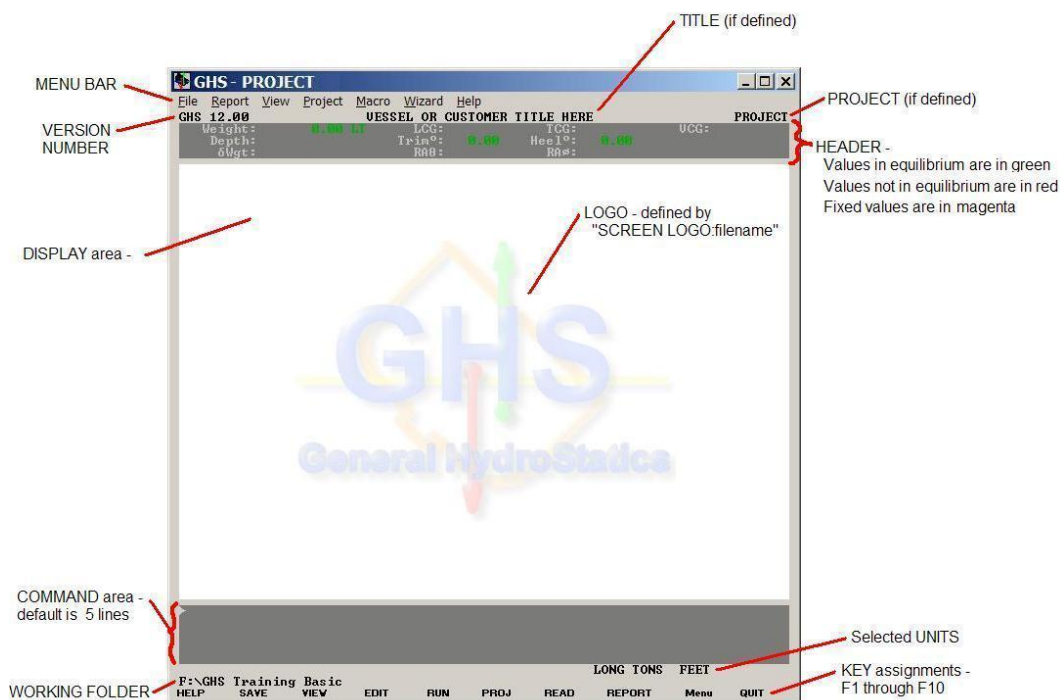 TITLE (if defined)
MENU BAR
GHS - PROJECT
File Report View Project Macro Wizard Help
PROJECT (if defined)
VERSION
NUMBER
GHS 12.00 VESSEL OR CUSTOMER TITLE HERE PROJECT
Weight: 0.00 LT LCG: TCG: VCG:
Depth: Trim°: 0.00 Heel°: 0.00
δWgt: RAθ: RAø:
HEADER -
Values in equilibrium are in green
Values not in equilibrium are in red
Fixed values are in magenta
LOGO - defined by
"SCREEN LOGO:filename"
DISPLAY area -
GHS
General HydroStatics
COMMAND area -
default is 5 lines
Selected UNITS
LONG TONS FEET
KEY assignments -
F1 through F10
WORKING FOLDER
F:\GHS Training Basic
HELP SAVE VIEW EDIT RUN PROJ READ REPORT Menu QUIT